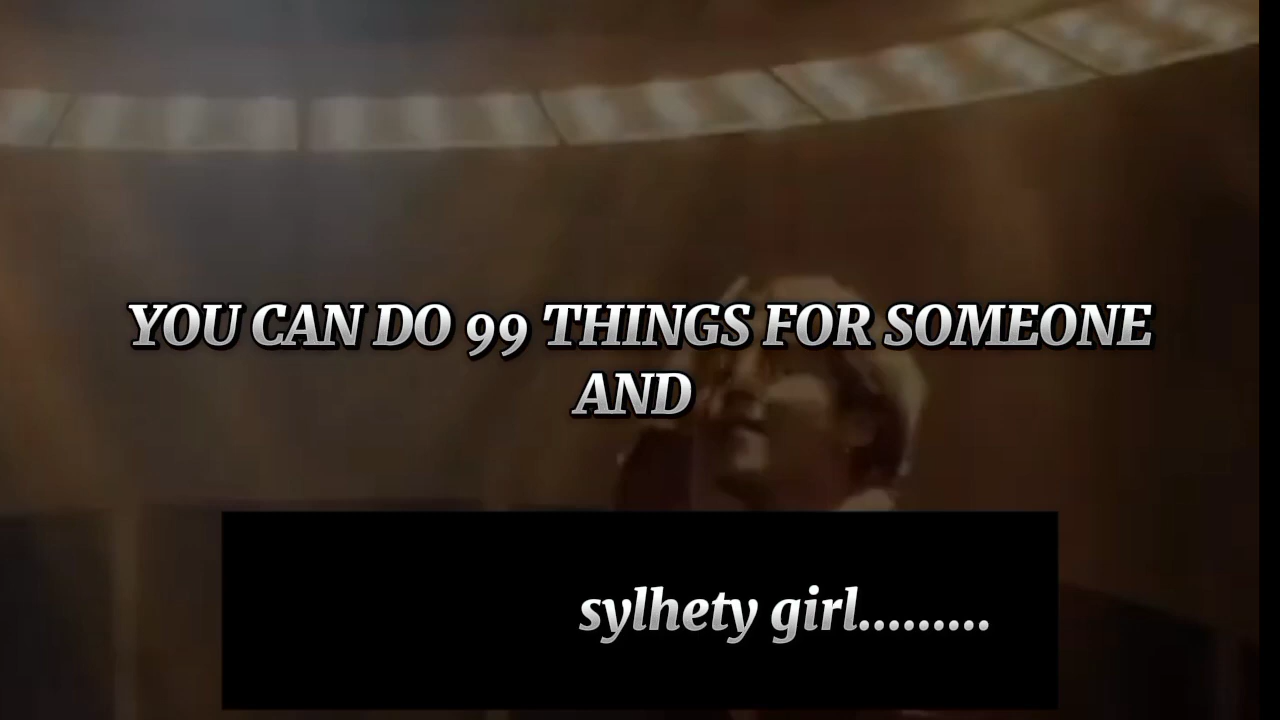 YOU CAN DO 99 THINGS FOR SOMEONE
AND
sylhety girl.........